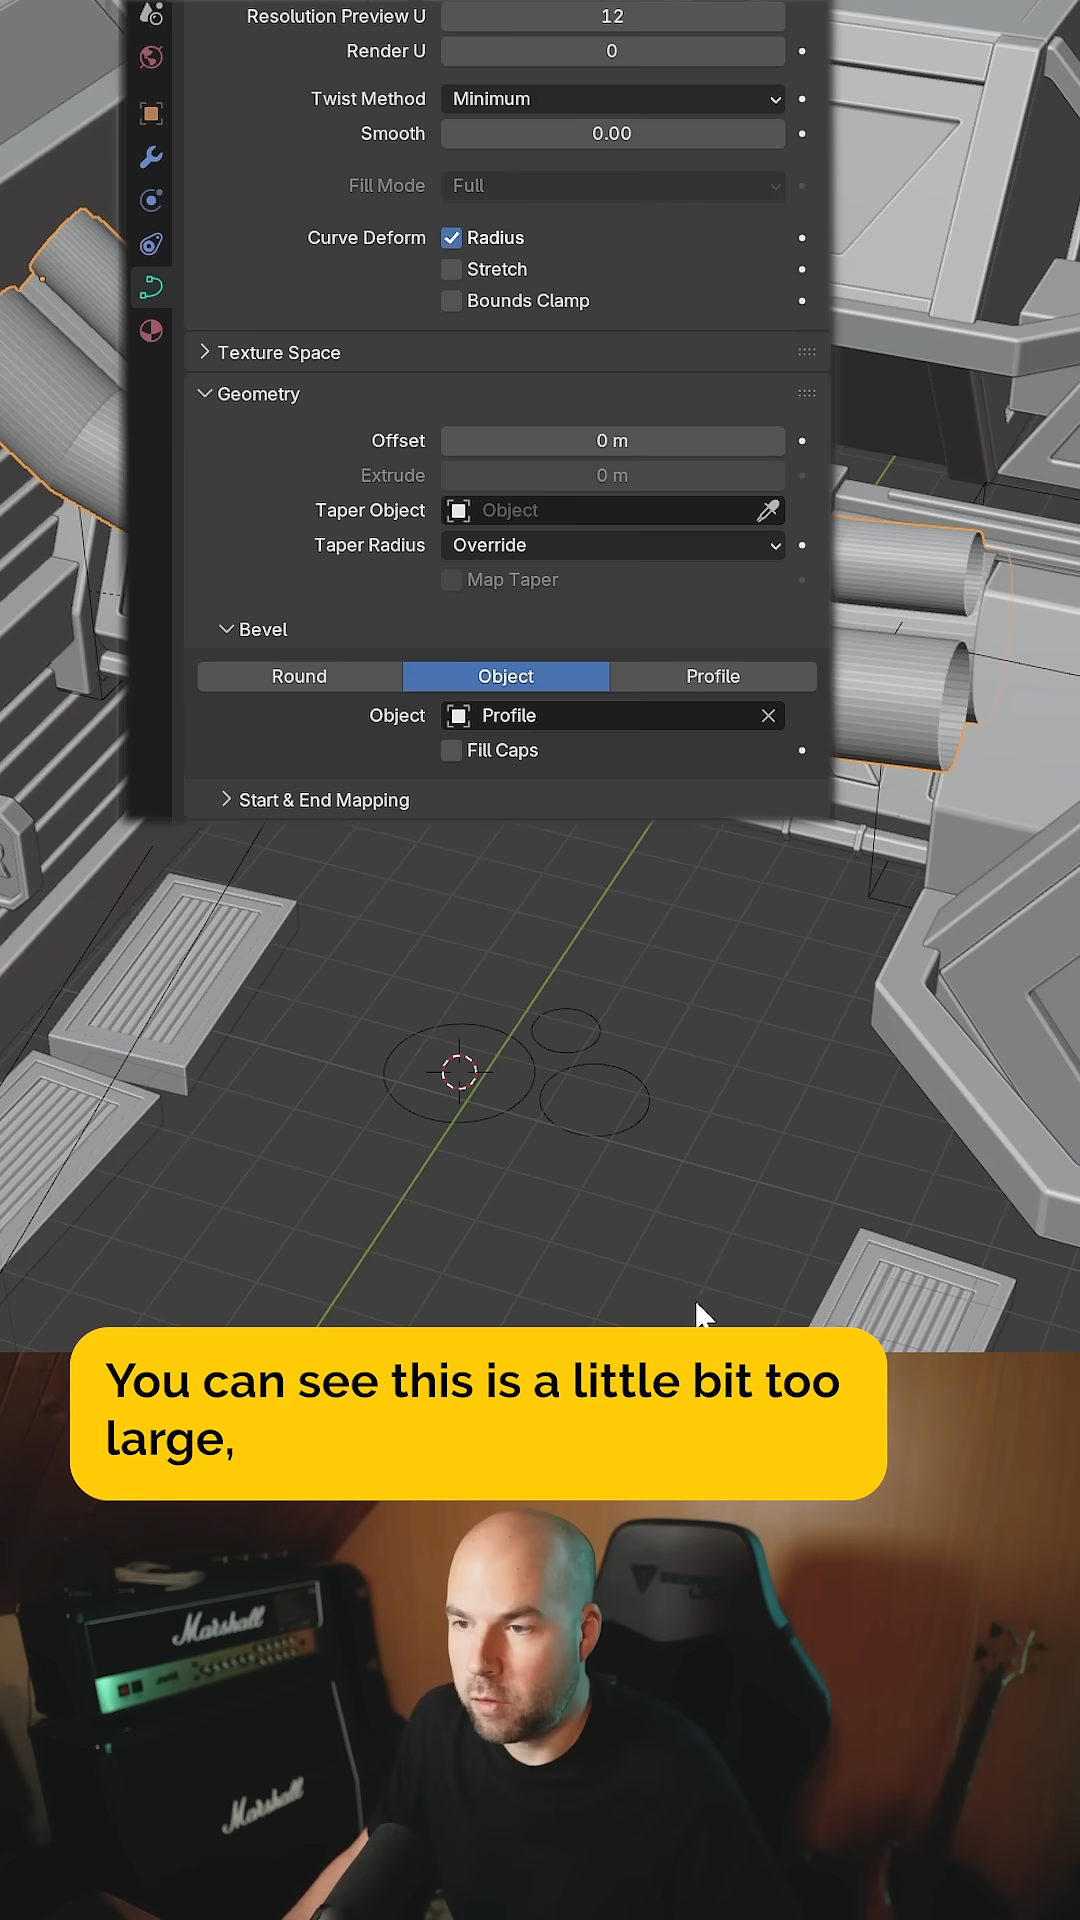 Resolution Preview U 12
Render U 0
Twist Method Minimum
Smooth 0.00
Fill Mode Full
Curve Deform Radius
Stretch
Bounds Clamp
Texture Space
Geometry
Offset 0 m
Extrude 0 m
Taper Object Object
Taper Radius Override
Map Taper
Bevel
Round Object Profile
Object Profile
Fill Caps
Start & End Mapping
R
You can see this is a little bit too
large,
Marshall
Marshall